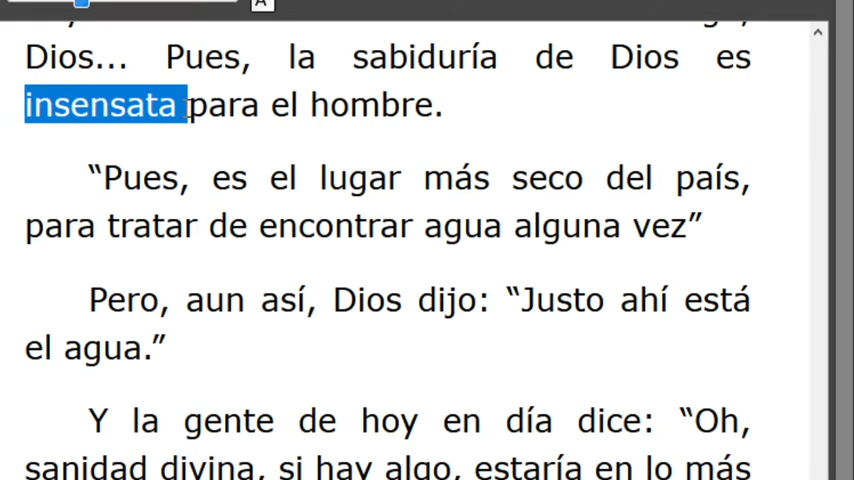 Dios... Pues, la sabiduría de Dios es
insensata para el hombre.
“Pues, es el lugar más seco del país,
para tratar de encontrar agua alguna vez”
Pero, aun así, Dios dijo: “Justo ahí está
el agua.”
Y la gente de hoy en día dice: “Oh,
sanidad divina, si hay algo, estaría en lo más